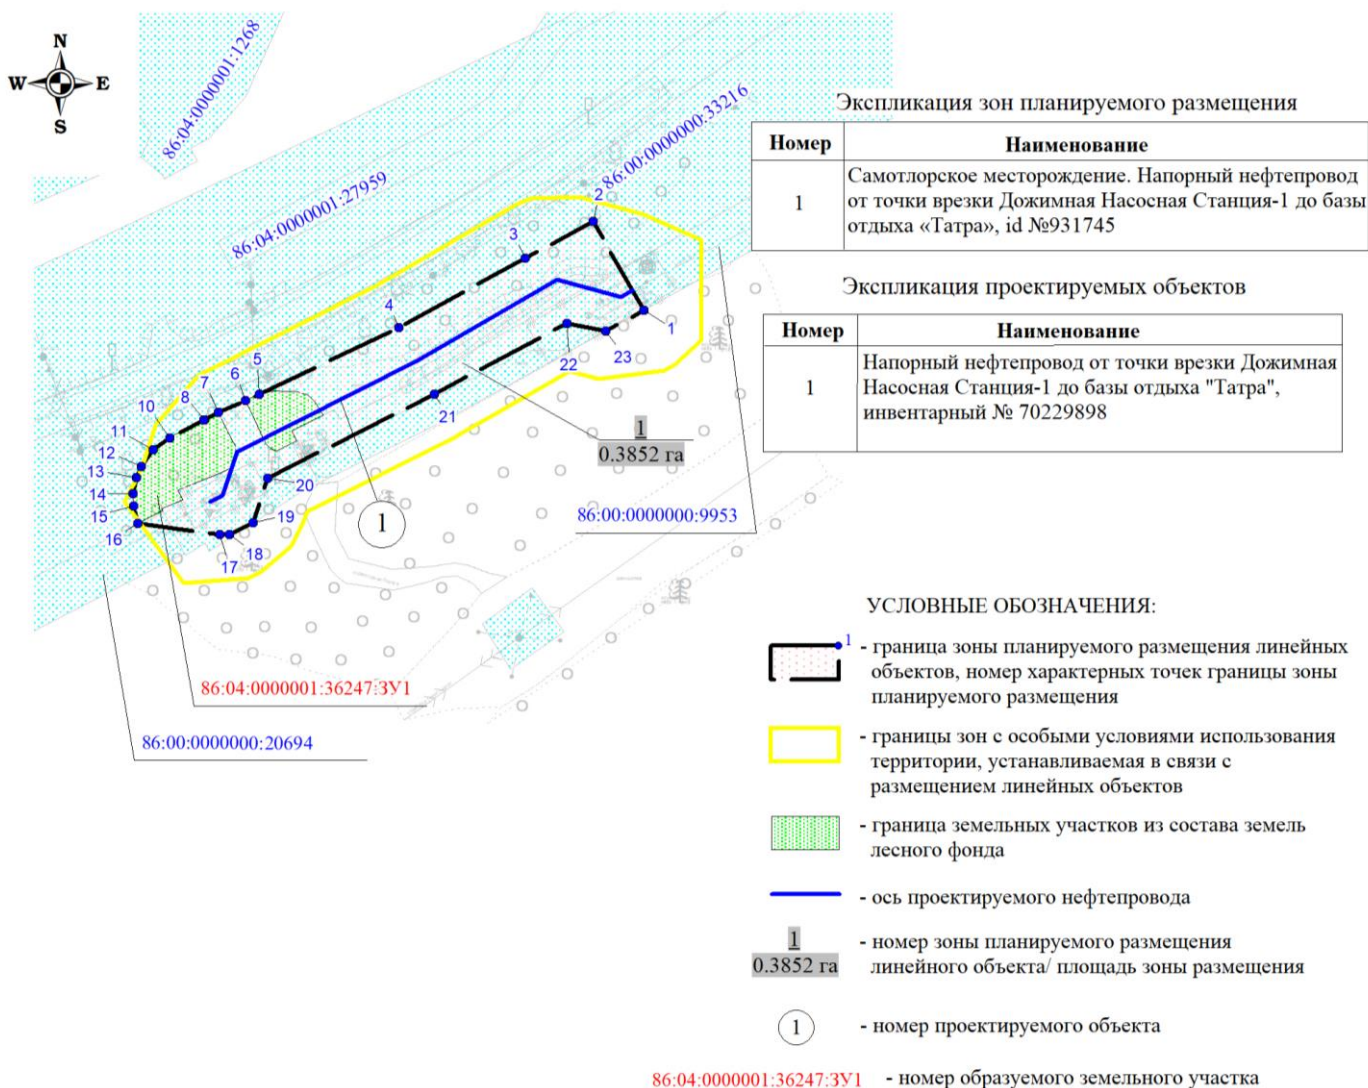 N
W E
S
86:04:0000001:1268
86:04:0000001:27959
86:00:0000000:33216
Экспликация зон планируемого размещения
Номер Наименование
1
Самотлорское месторождение. Напорный нефтепровод
от точки врезки Дожимная Насосная Станция-1 до базы
отдыха «Татра», id №931745
Экспликация проектируемых объектов
Номер Наименование
1
Напорный нефтепровод от точки врезки Дожимная
Насосная Станция-1 до базы отдыха "Татра",
инвентарный № 70229898
2
3
4
5
6
7
8
10
11
12
13
14
15
16
17
18
19
20
21
22
23
1
1
0.3852 га
1
86:00:0000000:9953
86:04:0000001:36247:ЗУ1
86:00:0000000:20694
УСЛОВНЫЕ ОБОЗНАЧЕНИЯ:
1 - граница зоны планируемого размещения линейных
объектов, номер характерных точек границы зоны
планируемого размещения
- границы зон с особыми условиями использования
территории, устанавливаемая в связи с
размещением линейных объектов
- граница земельных участков из состава земель
лесного фонда
- ось проектируемого нефтепровода
1
0.3852 га
- номер зоны планируемого размещения
линейного объекта/ площадь зоны размещения
1 - номер проектируемого объекта
86:04:0000001:36247:ЗУ1 - номер образуемого земельного участка